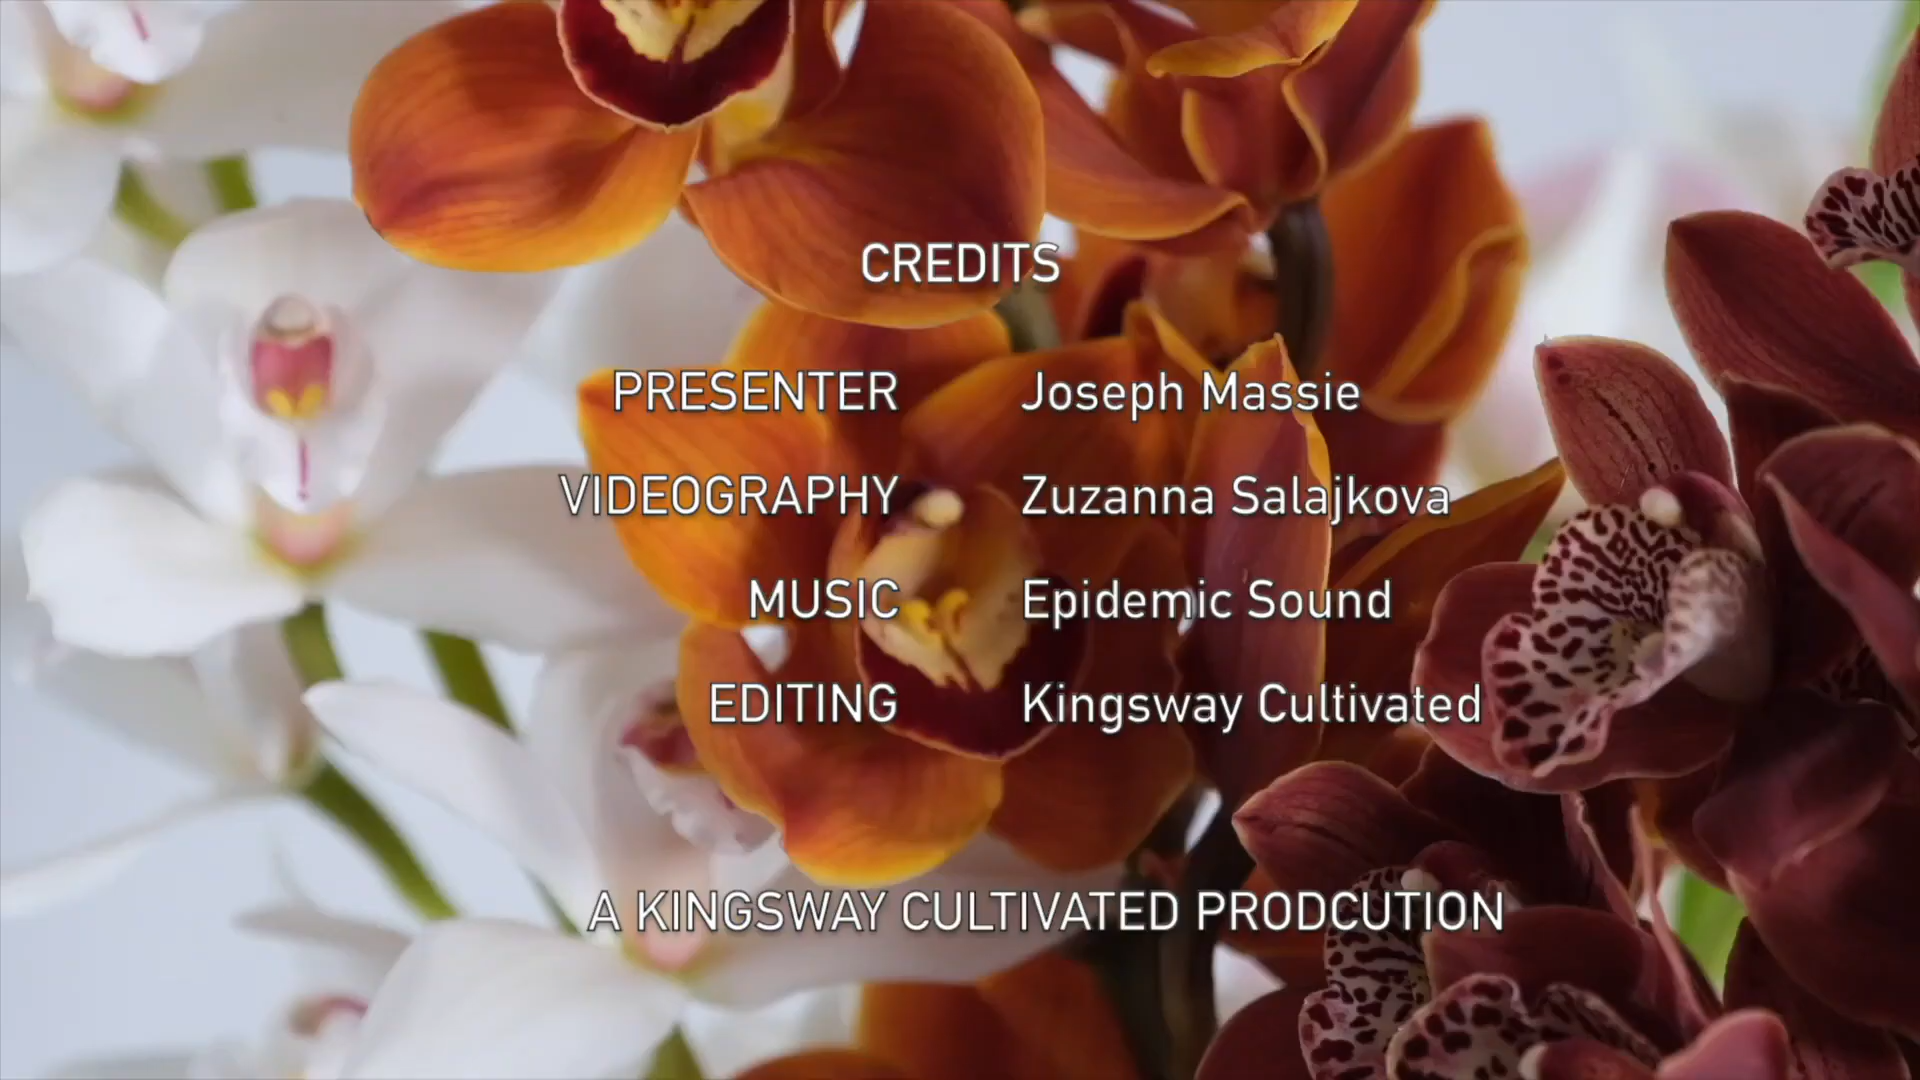 CREDITS
PRESENTER Joseph Massie
VIDEOGRAPHY Zuzanna Salajkova
MUSIC Epidemic Sound
EDITING Kingsway Cultivated
A KINGSWAY CULTIVATED PRODCUTION